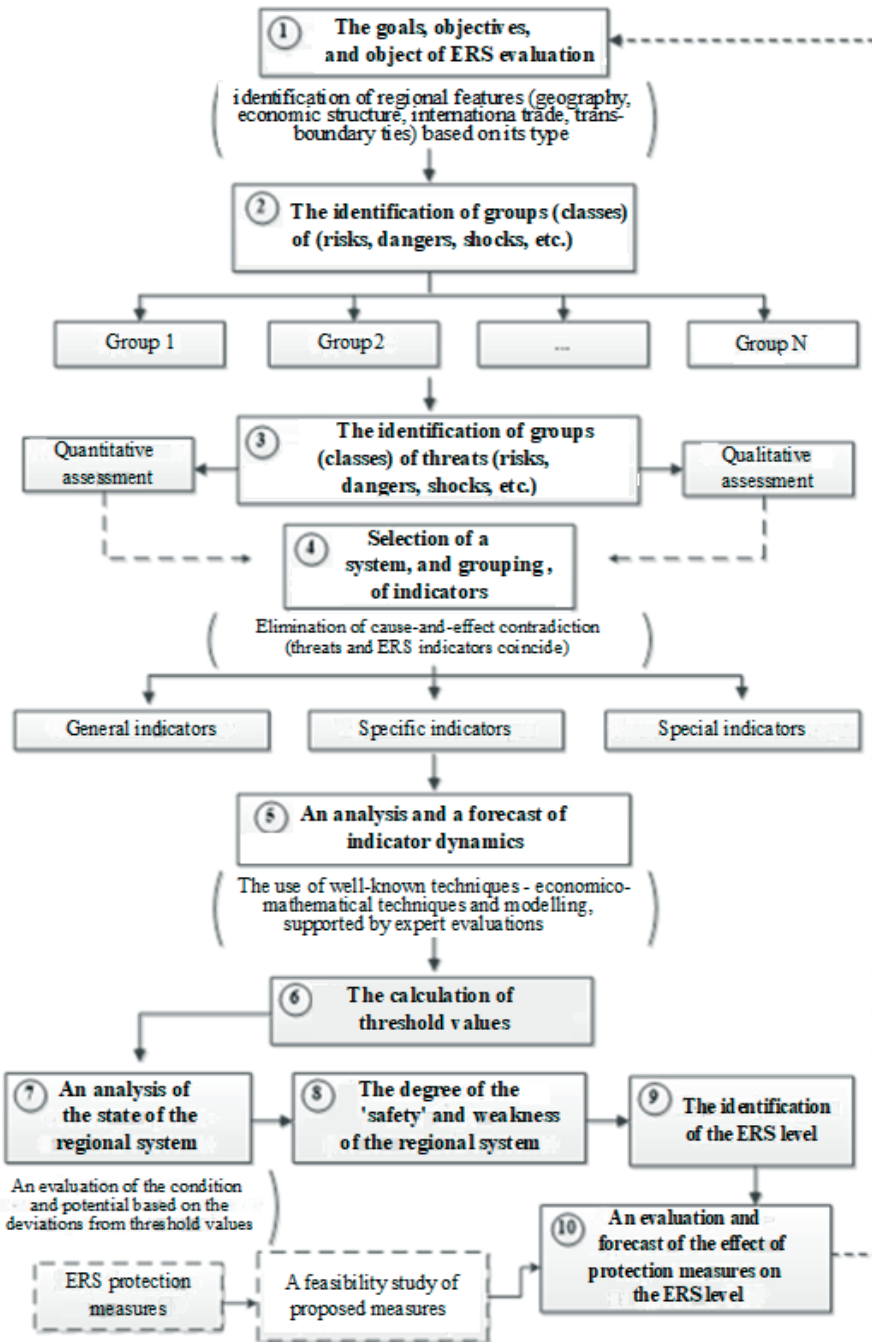 1 The goals, objectives,
and object of ERS evaluation
identification of regional features (geography,
economic structure, internationa trade, trans-
boundary ties) based on its type
2 The identification of groups (classes)
of (risks, dangers, shocks, etc.)
Group 1
Group 2
...
Group N
3 The identification of groups
(classes) of threats (risks,
dangers, shocks, etc.)
Quantitative
assessment
Qualitative
assessment
4 Selection of a
system, and grouping ,
of indicators
Elimination of cause-and-effect contradiction
(threats and ERS indicators coincide)
General indicators
Specific indicators
Special indicators
5 An analysis and a forecast of
indicator dynamics
The use of well-known techniques - economico-
mathematical techniques and modelling,
supported by expert evaluations
6 The calculation of
threshold values
7 An analysis of
the state of the
regional system
8 The degree of the
'safety' and weakness
of the regional system
9 The identification
of the ERS level
An evaluation of the condition
and potential based on the
deviations from threshold values
10 An evaluation and
forecast of the effect of
protection measures on
the ERS level
ERS protection
measures
A feasibility study of
proposed measures